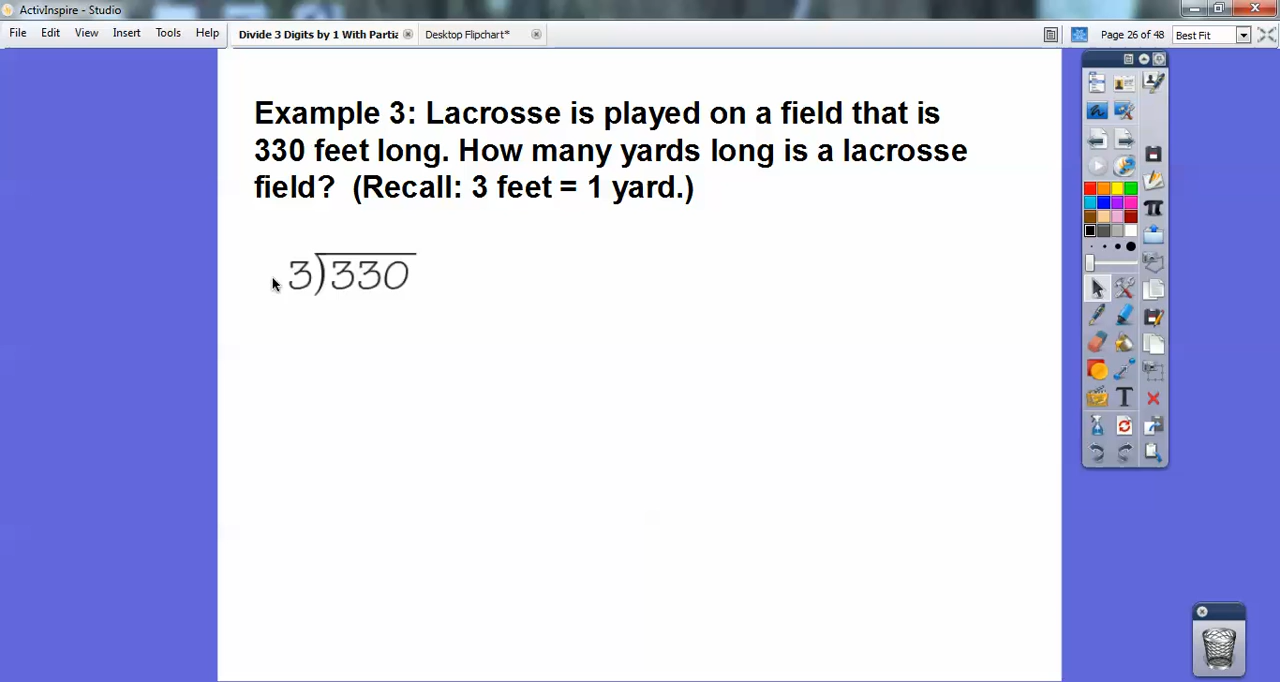 ActivInspire - Studio
File Edit View Insert Tools Help
Divide 3 Digits by 1 With Partia
Desktop Flipchart*
Page 26 of 48
Best Fit
Example 3: Lacrosse is played on a field that is
330 feet long. How many yards long is a lacrosse
field? (Recall: 3 feet = 1 yard.)
3)330